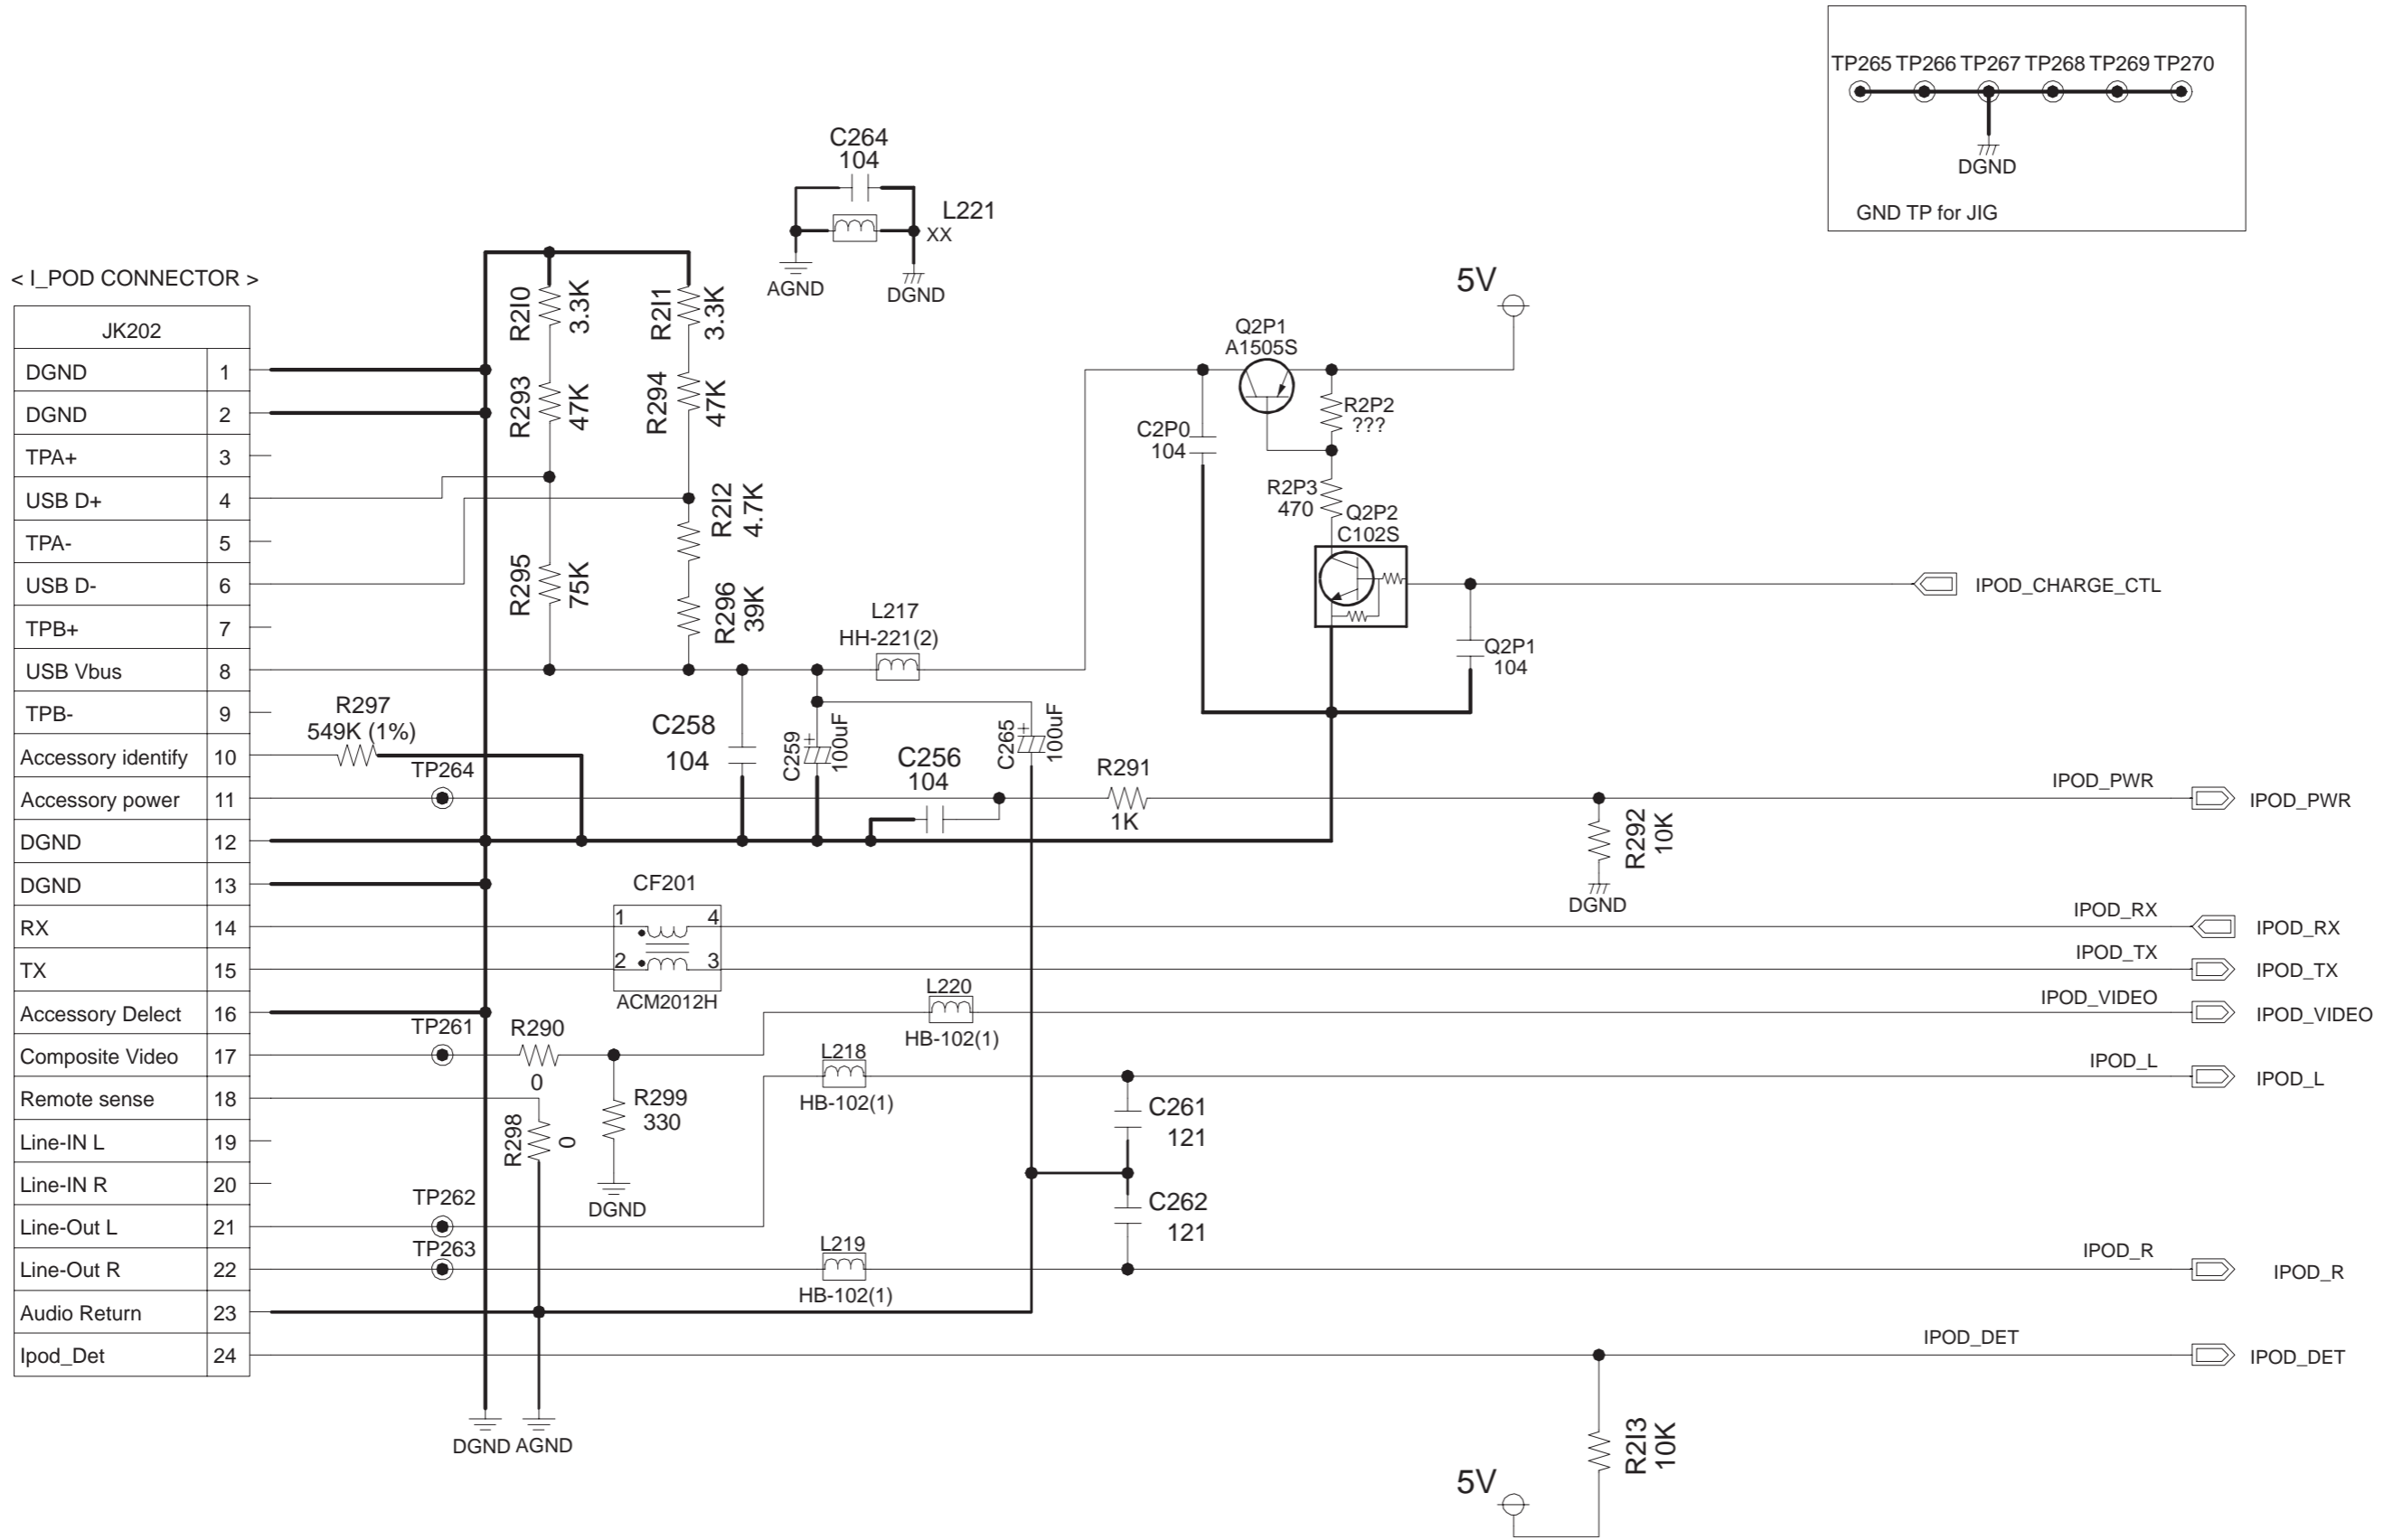 TP265 TP266 TP267 TP268 TP269 TP270
DGND
GND TP for JIG
C264
104
L221
XX
AGND
DGND
< I_POD CONNECTOR >
JK202
DGND 1
DGND 2
TPA+ 3
USB D+ 4
TPA- 5
USB D- 6
TPB+ 7
USB Vbus 8
TPB- 9
Accessory identify 10
Accessory power 11
DGND 12
DGND 13
RX 14
TX 15
Accessory Delect 16
Composite Video 17
Remote sense 18
Line-IN L 19
Line-IN R 20
Line-Out L 21
Line-Out R 22
Audio Return 23
Ipod_Det 24
R2I0
3.3K
R2I1
3.3K
R293
47K
R294
47K
R2I2
4.7K
R295
75K
R296
39K
5V
Q2P1
A1505S
R2P2
???
C2P0
104
R2P3
470
Q2P2
C102S
IPOD_CHARGE_CTL
Q2P1
104
L217
HH-221(2)
R297
549K (1%)
TP264
C258
104
C259
+
100uF
C256
104
C265
+
100uF
R291
1K
IPOD_PWR
IPOD_PWR
R292
10K
DGND
CF201
1 4
2 3
ACM2012H
IPOD_RX
IPOD_RX
IPOD_TX
IPOD_TX
L220
HB-102(1)
IPOD_VIDEO
IPOD_VIDEO
TP261
R290
0
R299
330
DGND
R298
0
L218
HB-102(1)
IPOD_L
IPOD_L
C261
121
C262
121
TP262
TP263
L219
HB-102(1)
IPOD_R
IPOD_R
IPOD_DET
IPOD_DET
DGND AGND
R2I3
10K
5V